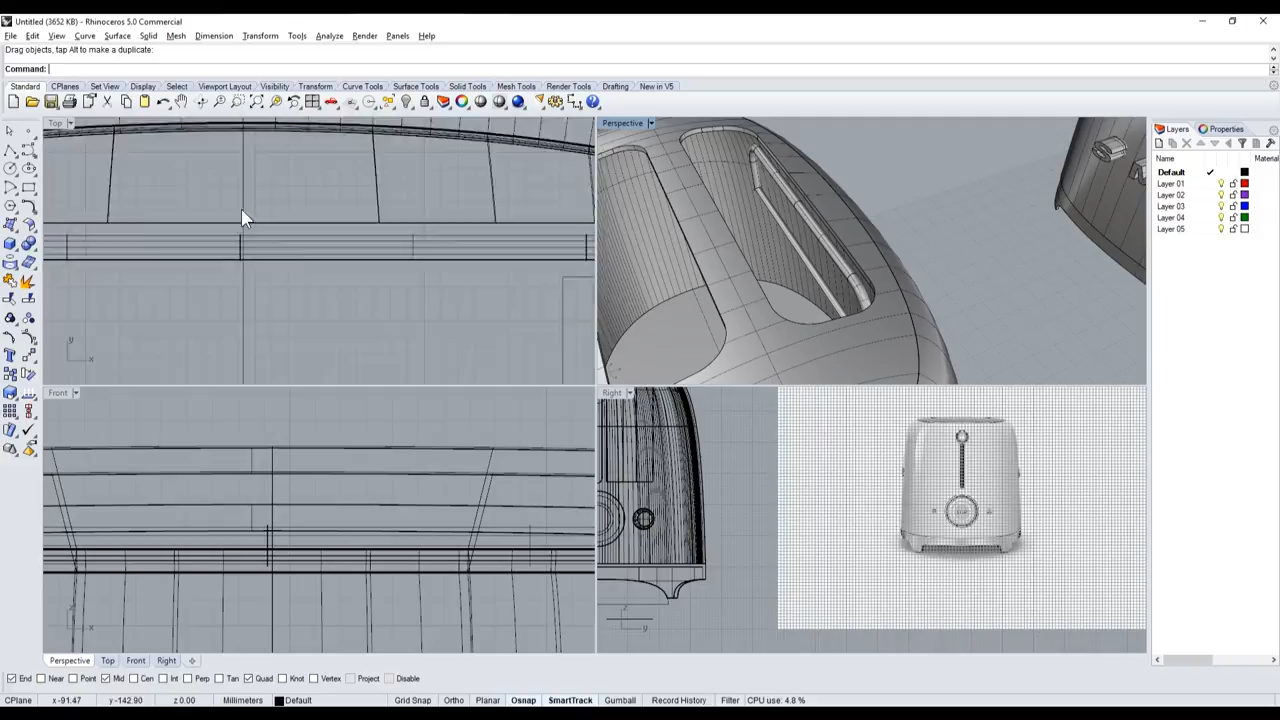 Untitled (3652 KB) - Rhinoceros 5.0 Commercial
File Edit View Curve Surface Solid Mesh Dimension Transform Tools Analyze Render Panels Help
Drag objects, tap Alt to make a duplicate:
Command:
Standard CPlanes Set View Display Select Viewport Layout Visibility Transform Curve Tools Surface Tools Solid Tools Mesh Tools Render Tools Drafting New in V5
Top
Perspective
Layers Properties
Name Material
Default
Layer 01
Layer 02
Layer 03
Layer 04
Layer 05
y
x
Front
Right
z
x
z
y
Perspective Top Front Right
End Near Point Mid Cen Int Perp Tan Quad Knot Vertex Project Disable
CPlane x -91.47 y -142.90 z 0.00 Millimeters Default Grid Snap Ortho Planar Osnap SmartTrack Gumball Record History Filter CPU use: 4.8 %